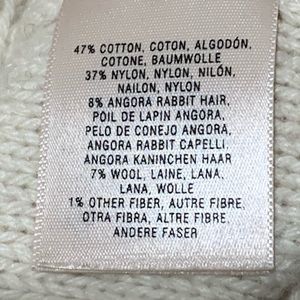 47% COTTON, COTON, ALGODÓN,
COTONE, BAUMWOLLE
37% NYLON, NYLON, NILÓN,
NAILON, NYLON
8% ANGORA RABBIT HAIR,
POIL DE LAPIN ANGORA,
PELO DE CONEJO ANGORA,
ANGORA RABBIT CAPELLI,
ANGORA KANINCHEN HAAR
7% WOOL, LAINE, LANA,
LANA, WOLLE
1% OTHER FIBER, AUTRE FIBRE,
OTRA FIBRA, ALTRE FIBRE,
ANDERE FASER